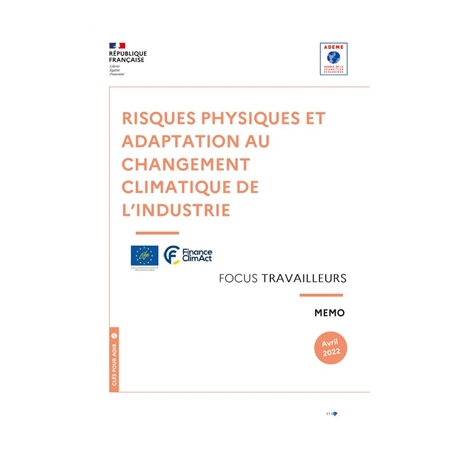 RÉPUBLIQUE
FRANÇAISE
Liberté
Égalité
Fraternité
ADEME
RISQUES PHYSIQUES ET
ADAPTATION AU
CHANGEMENT
CLIMATIQUE DE
L'INDUSTRIE
Finance
ClimAct
FOCUS TRAVAILLEURS
MEMO
Avril
2022
CLÉS POUR AGIR